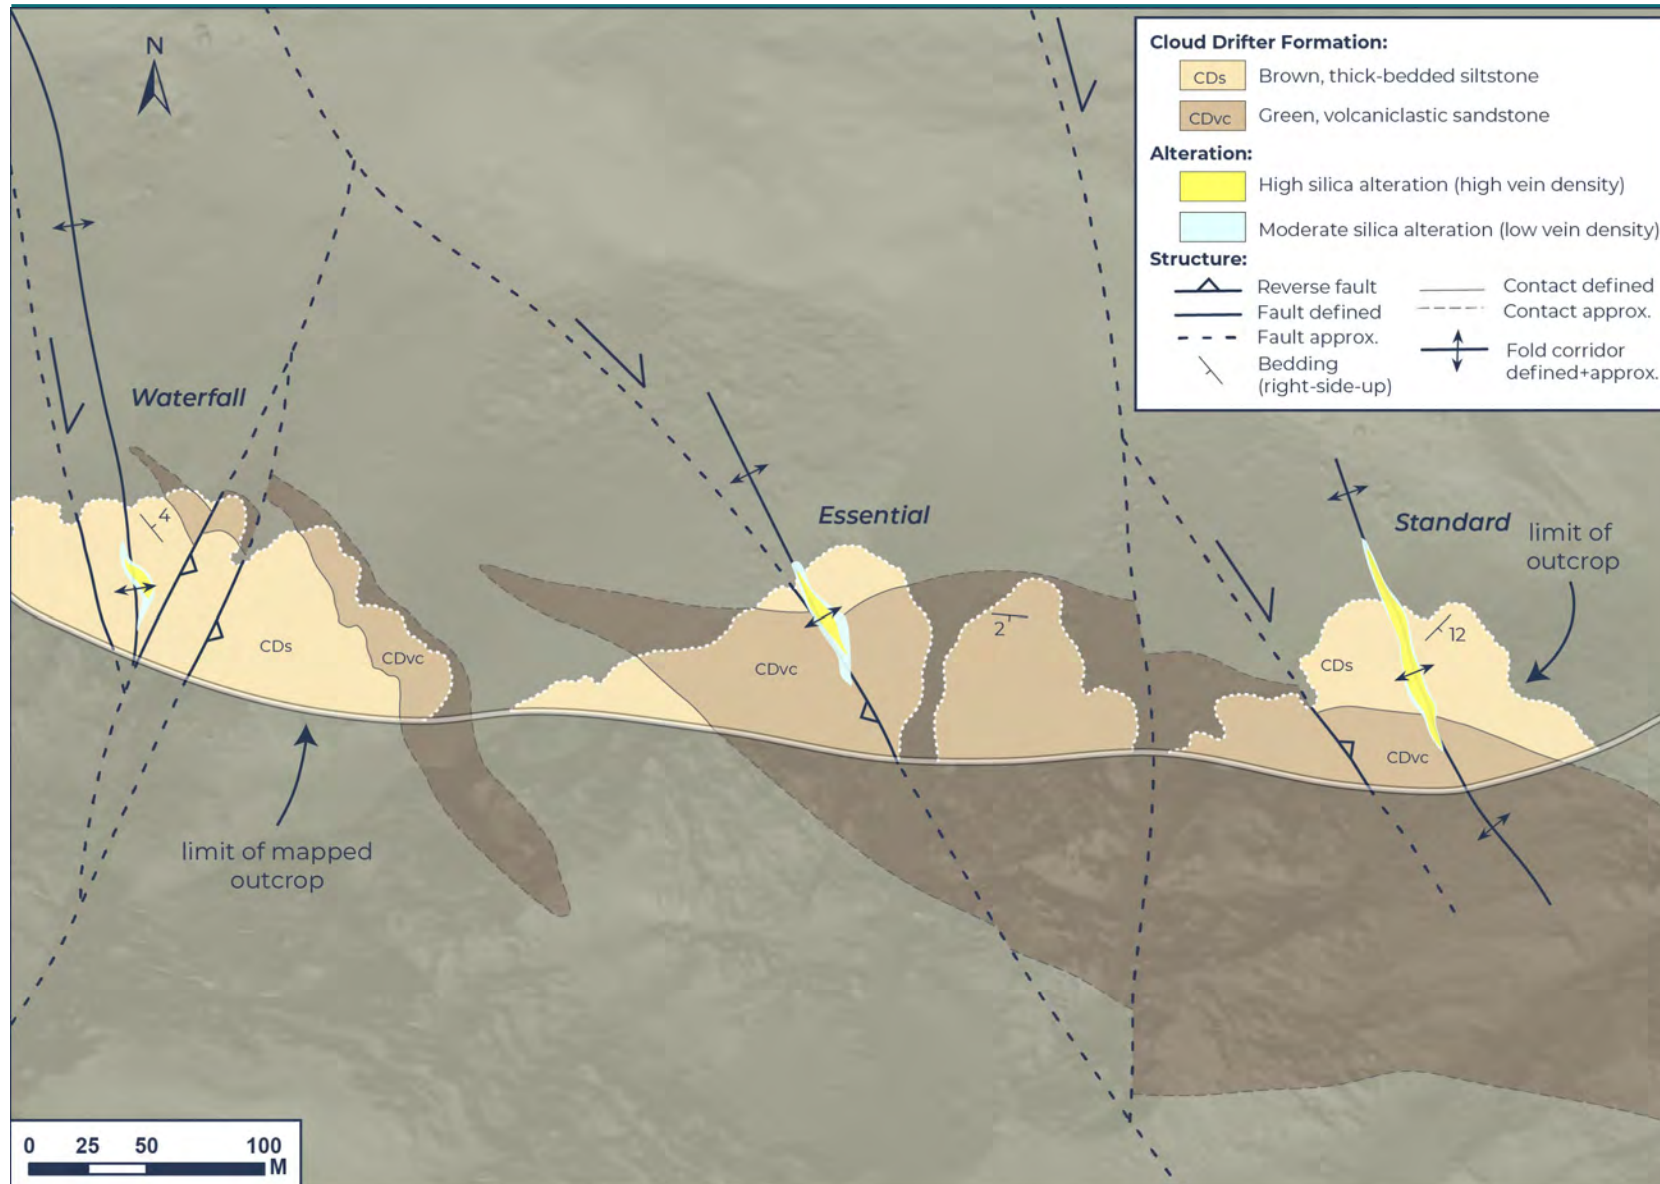 N
Waterfall
4
CDs
CDvc
limit of mapped
outcrop
Essential
CDvc
2
Standard
limit of
outcrop
CDs
12
CDvc
Cloud Drifter Formation:
CDs Brown, thick-bedded siltstone
CDvc Green, volcaniclastic sandstone
Alteration:
High silica alteration (high vein density)
Moderate silica alteration (low vein density)
Structure:
Reverse fault
Fault defined
Fault approx.
Bedding
(right-side-up)
Contact defined
Contact approx.
Fold corridor
defined+approx.
0 25 50 100
M